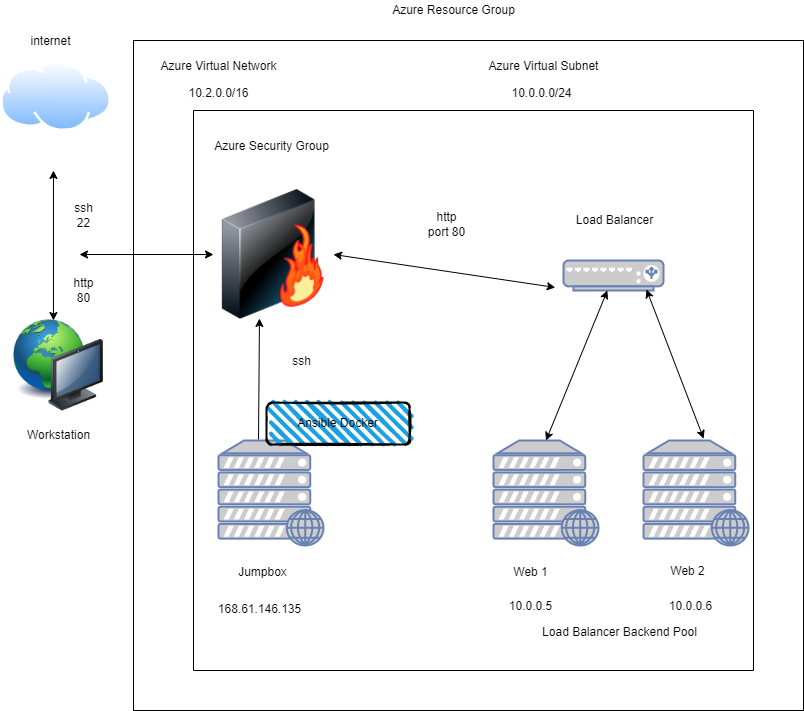 Azure Resource Group
internet
Azure Virtual Network
Azure Virtual Subnet
10.2.0.0/16
10.0.0.0/24
Azure Security Group
ssh
22
http
port 80
Load Balancer
http
80
ssh
Ansible Docker
Workstation
Jumpbox
Web 1
Web 2
168.61.146.135
10.0.0.5
10.0.0.6
Load Balancer Backend Pool